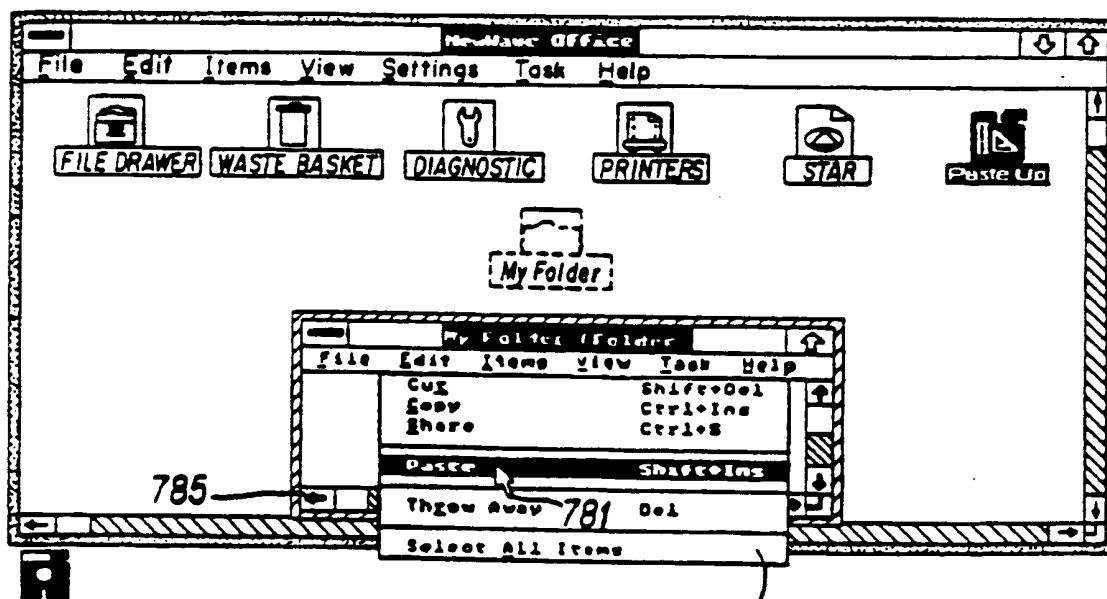 NewWave Office
File Edit Items View Settings Task Help
FILE DRAWER WASTE BASKET DIAGNOSTIC PRINTERS STAR Paste Up
My Folder
My Folder (Folder
File Edit Items View Task Help
Cut Shift+Del
Copy Ctrl+Ins
Share Ctrl+S
Paste Shift+Ins
785
Throw Away 781 Del
Select All Items